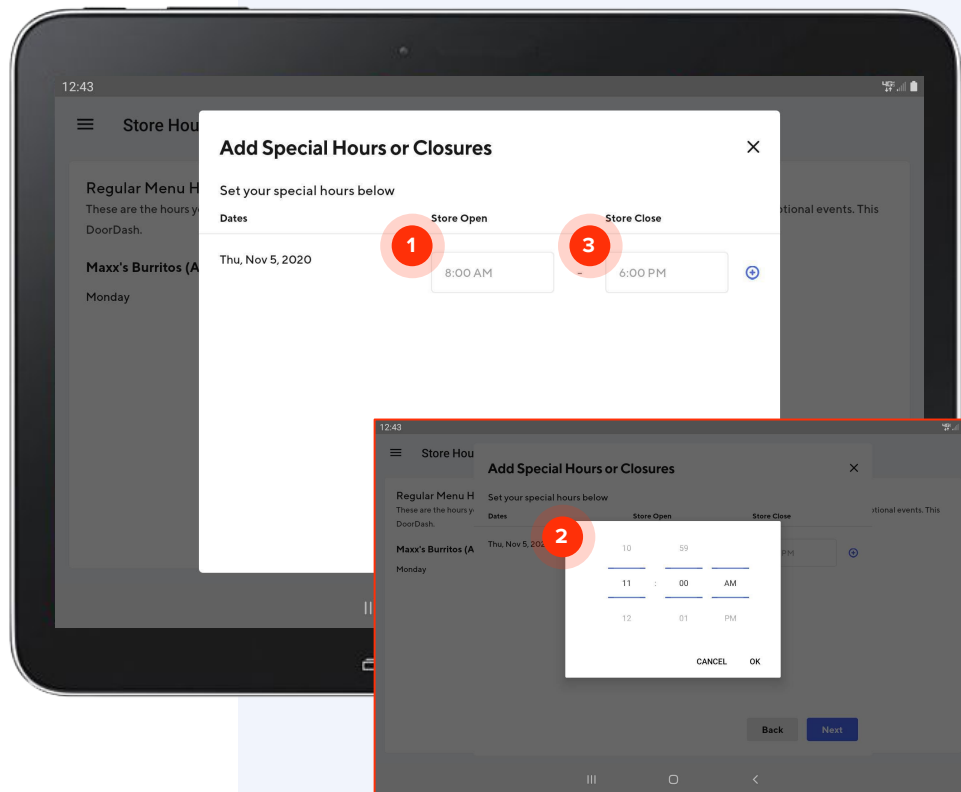 12:43
Store Hou
Add Special Hours or Closures
Regular Menu H
Set your special hours below
These are the hours y
ptional events. This
DoorDash.
Dates Store Open Store Close
1 3
Thu, Nov 5, 2020
8:00 AM - 6:00 PM
Maxx's Burritos (A
Monday
12:43
Store Hou
Add Special Hours or Closures
Regular Menu H
Set your special hours below
These are the hours y
ptional events. This
DoorDash.
Dates Store Open Store Close
2
Thu, Nov 5, 202
PM
Maxx's Burritos (A
Monday
10 59
11 : 00 AM
12 01 PM
CANCEL OK
Back Next